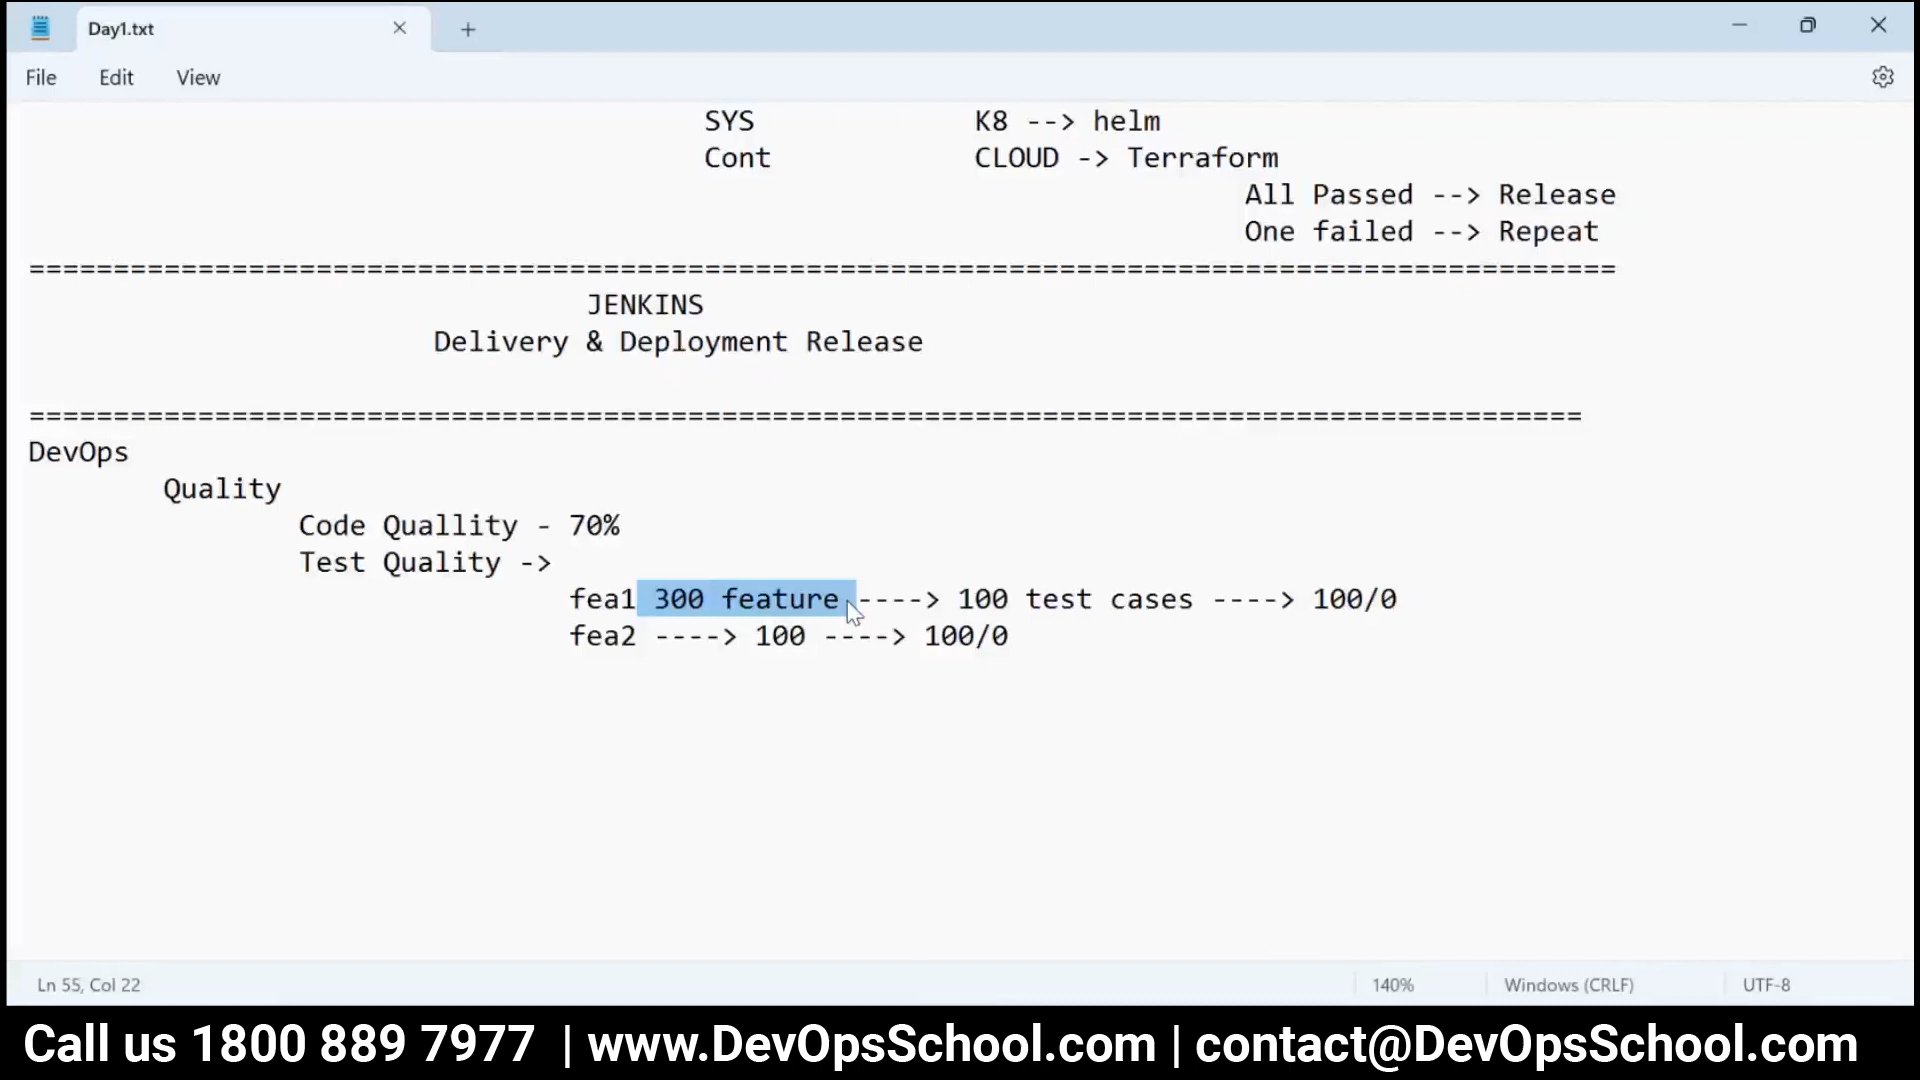 Day1.txt
File Edit View
SYS K8 --> helm
Cont CLOUD -> Terraform
All Passed --> Release
One failed --> Repeat
==============================================================================================
JENKINS
Delivery & Deployment Release
============================================================================================
DevOps
Quality
Code Quallity - 70%
Test Quality ->
fea1 300 feature ----> 100 test cases ----> 100/0
fea2 ----> 100 ----> 100/0
Ln 55, Col 22 140% Windows (CRLF) UTF-8
Call us 1800 889 7977 | www.DevOpsSchool.com | contact@DevOpsSchool.com